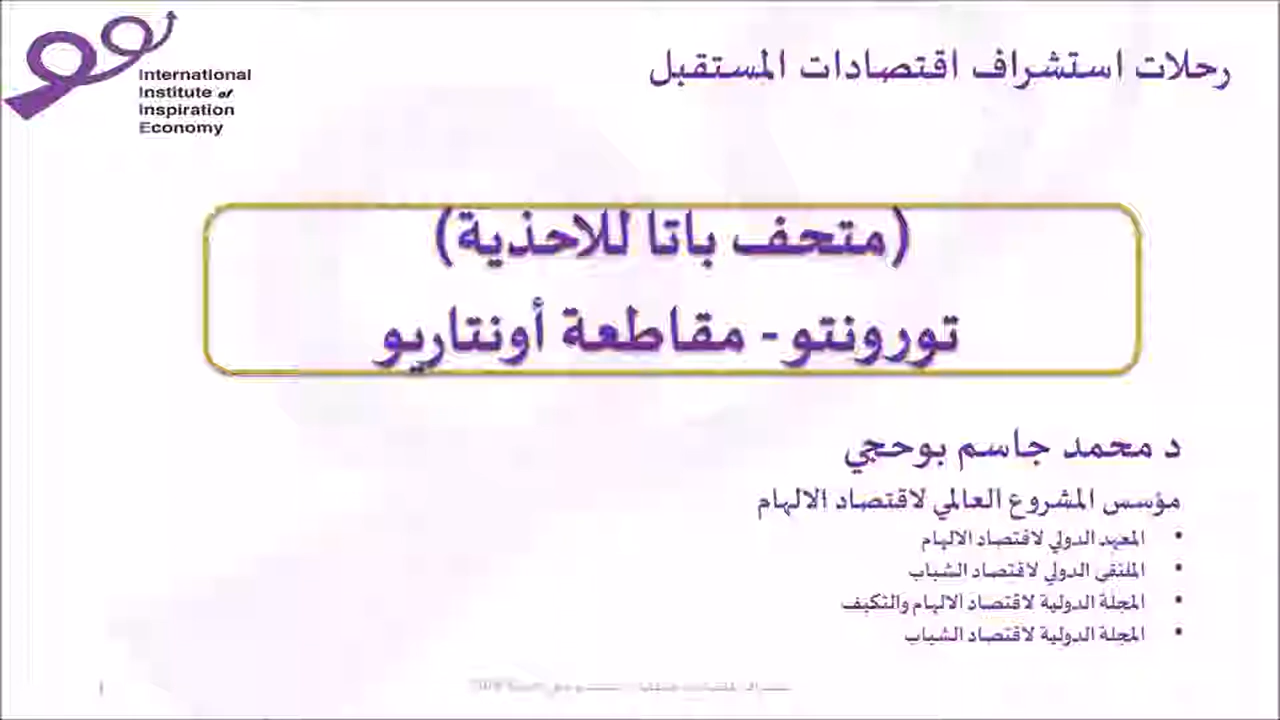 International
Institute of
Inspiration
Economy
رحلات استشراف اقتصادات المستقبل
(متحف باتا للاحذية)
تورونتو- مقاطعة أونتاريو
د محمد جاسم بوحجي
مؤسس المشروع العالمي لاقتصاد الالهام
• المعهد الدولي لاقتصاد الالهام
• الملتقى الدولي لاقتصاد الشباب
• المجلة الدولية لاقتصاد الالهام والتكيف
• المجلة الدولية لاقتصاد الشباب